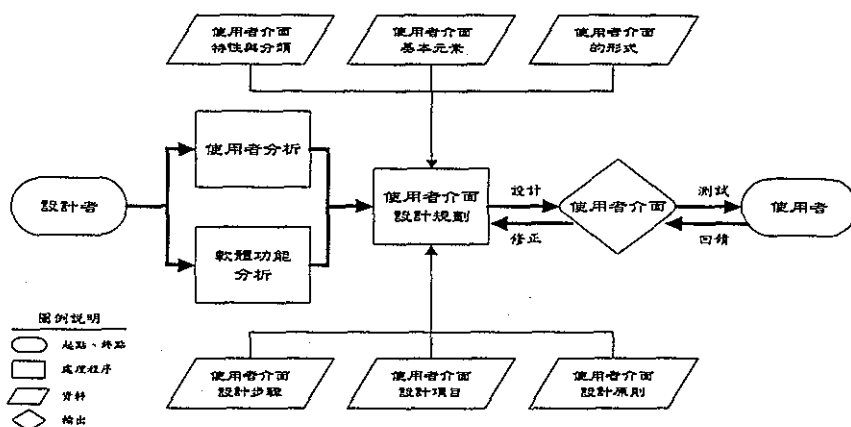 使用者介面
特性與分類
使用者介面
基本元素
使用者介面
的形式
使用者分析
設計者
軟體功能
分析
使用者介面
設計規劃
設計
修正
使用者介面
測試
回饋
使用者
使用者介面
設計步驟
使用者介面
設計項目
使用者介面
設計原則
圖例說明
起點、終點
處理程序
資料
輸出